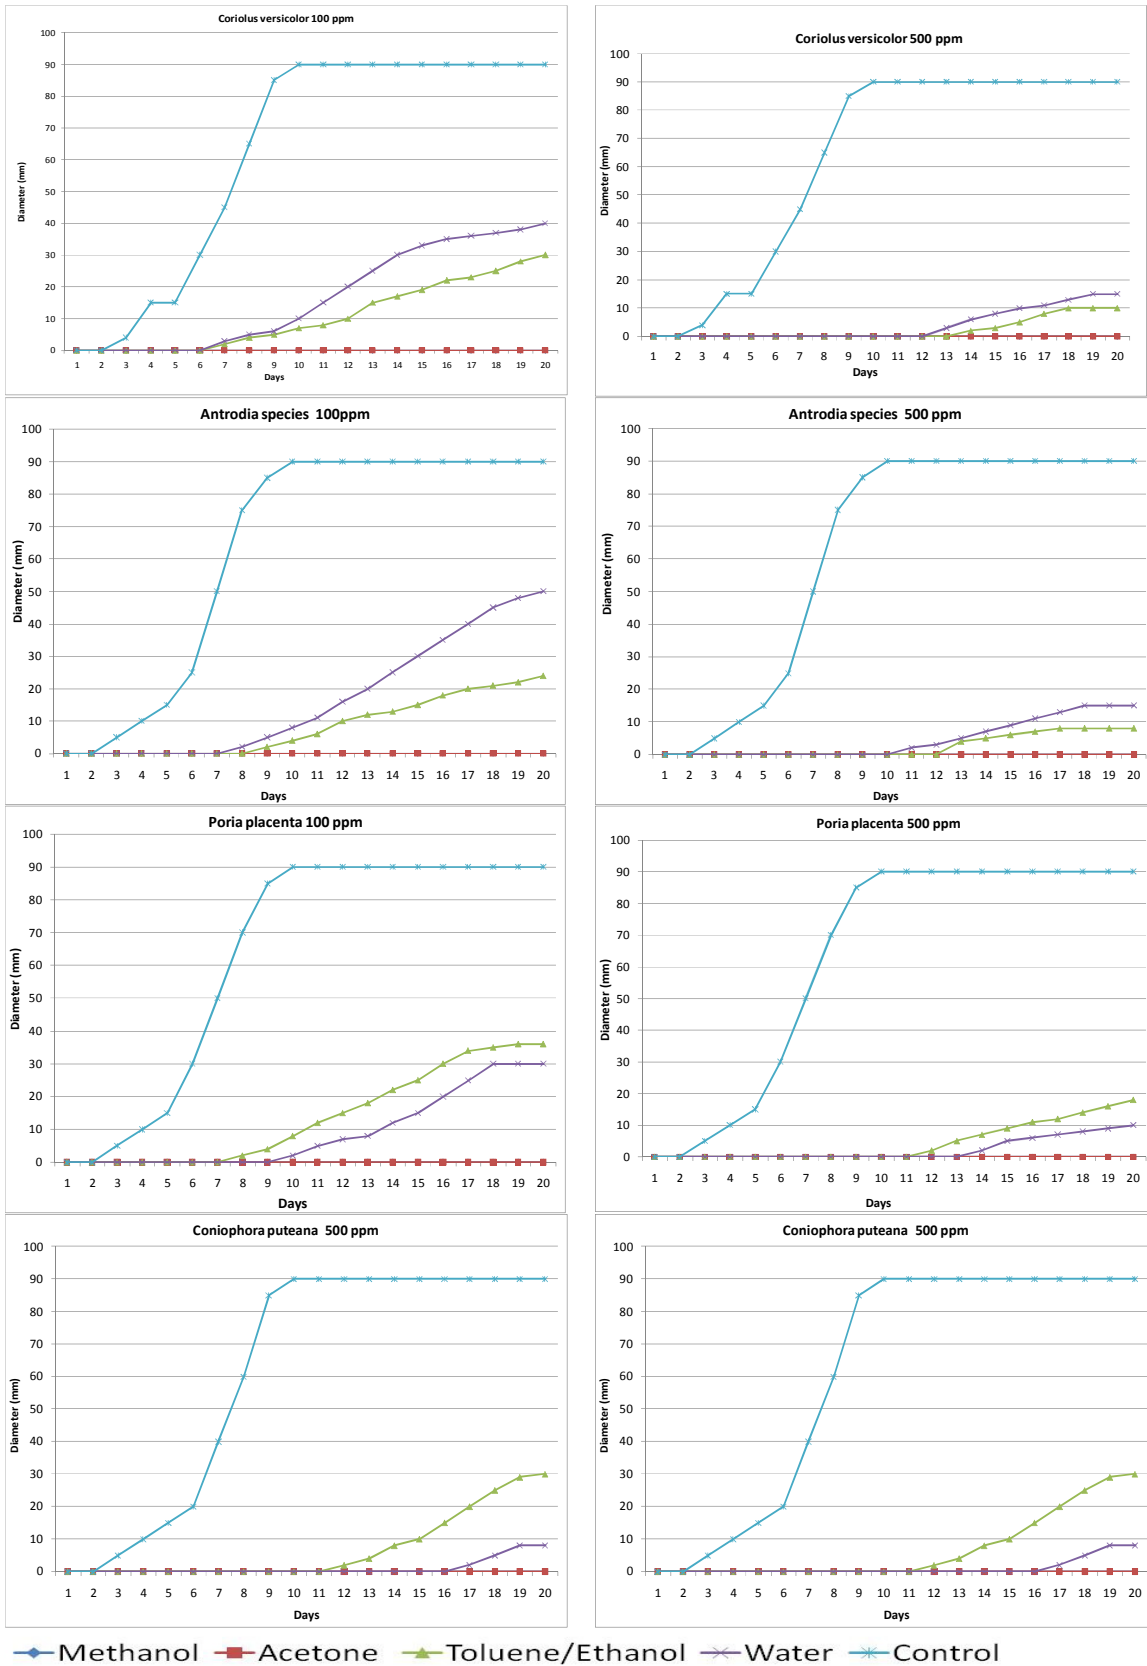 Coriolus versicolor 100 ppm
100
90
80
70
60
50
40
30
20
10
0
Diameter (mm)
1 2 3 4 5 6 7 8 9 10 11 12 13 14 15 16 17 18 19 20
Days
Coriolus versicolor 500 ppm
100
90
80
70
60
50
40
30
20
10
0
Diameter (mm)
1 2 3 4 5 6 7 8 9 10 11 12 13 14 15 16 17 18 19 20
Days
Antrodia species 100ppm
100
90
80
70
60
50
40
30
20
10
0
Diameter (mm)
1 2 3 4 5 6 7 8 9 10 11 12 13 14 15 16 17 18 19 20
Days
Antrodia species 500 ppm
100
90
80
70
60
50
40
30
20
10
0
Diameter (mm)
1 2 3 4 5 6 7 8 9 10 11 12 13 14 15 16 17 18 19 20
Days
Poria placenta 100 ppm
100
90
80
70
60
50
40
30
20
10
0
Diameter (mm)
1 2 3 4 5 6 7 8 9 10 11 12 13 14 15 16 17 18 19 20
Days
Poria placenta 500 ppm
100
90
80
70
60
50
40
30
20
10
0
Diameter (mm)
1 2 3 4 5 6 7 8 9 10 11 12 13 14 15 16 17 18 19 20
Days
Coniophora puteana 500 ppm
100
90
80
70
60
50
40
30
20
10
0
Diameter (mm)
1 2 3 4 5 6 7 8 9 10 11 12 13 14 15 16 17 18 19 20
Days
Coniophora puteana 500 ppm
100
90
80
70
60
50
40
30
20
10
0
Diameter (mm)
1 2 3 4 5 6 7 8 9 10 11 12 13 14 15 16 17 18 19 20
Days
Methanol Acetone Toluene/Ethanol Water Control